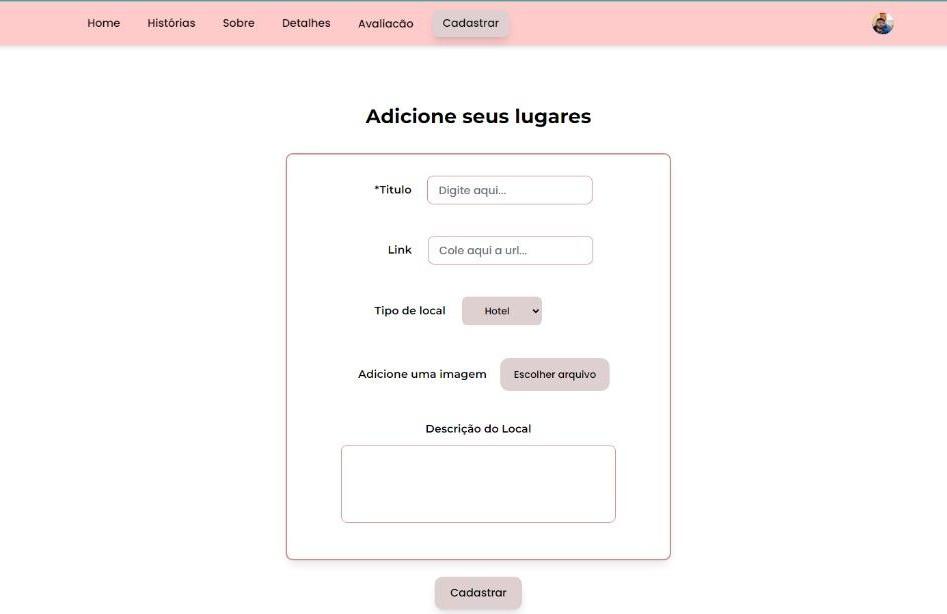 Home Histórias Sobre Detalhes Avaliacão Cadastrar
Adicione seus lugares
*Titulo Digite aqui...
Link Cole aqui a url...
Tipo de local Hotel
Adicione uma imagem Escolher arquivo
Descrição do Local
Cadastrar